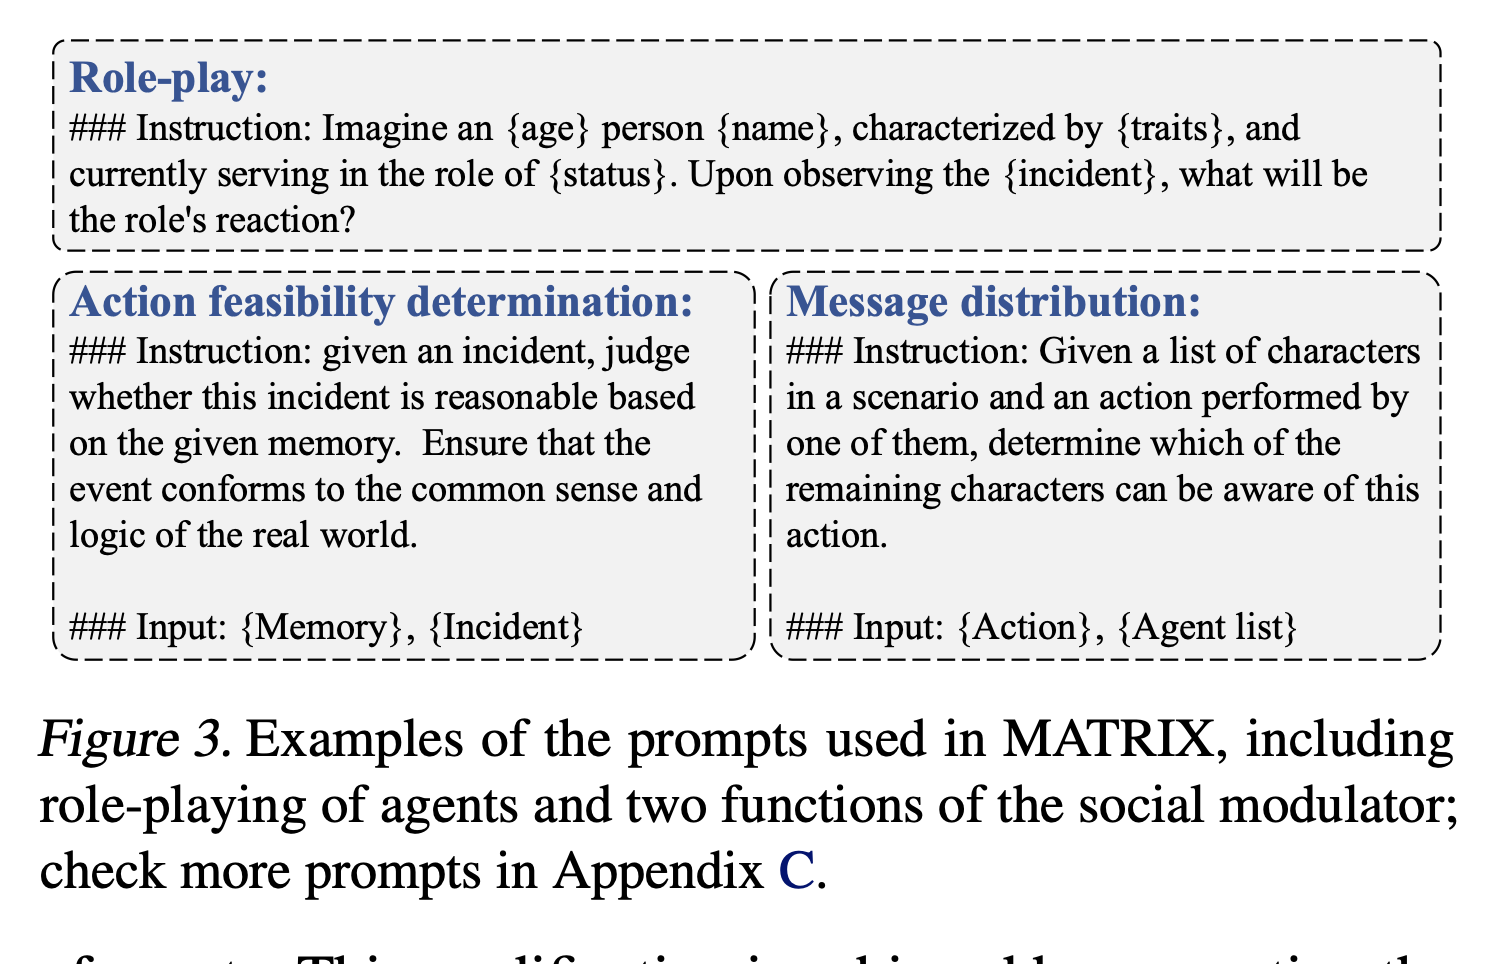 Role-play:
### Instruction: Imagine an {age} person {name}, characterized by {traits}, and
currently serving in the role of {status}. Upon observing the {incident}, what will be
the role's reaction?
Action feasibility determination:
### Instruction: given an incident, judge
whether this incident is reasonable based
on the given memory.  Ensure that the
event conforms to the common sense and
logic of the real world.
### Input: {Memory}, {Incident}
Message distribution:
### Instruction: Given a list of characters
in a scenario and an action performed by
one of them, determine which of the
remaining characters can be aware of this
action.
### Input: {Action}, {Agent list}
Figure 3. Examples of the prompts used in MATRIX, including
role-playing of agents and two functions of the social modulator;
check more prompts in Appendix C.